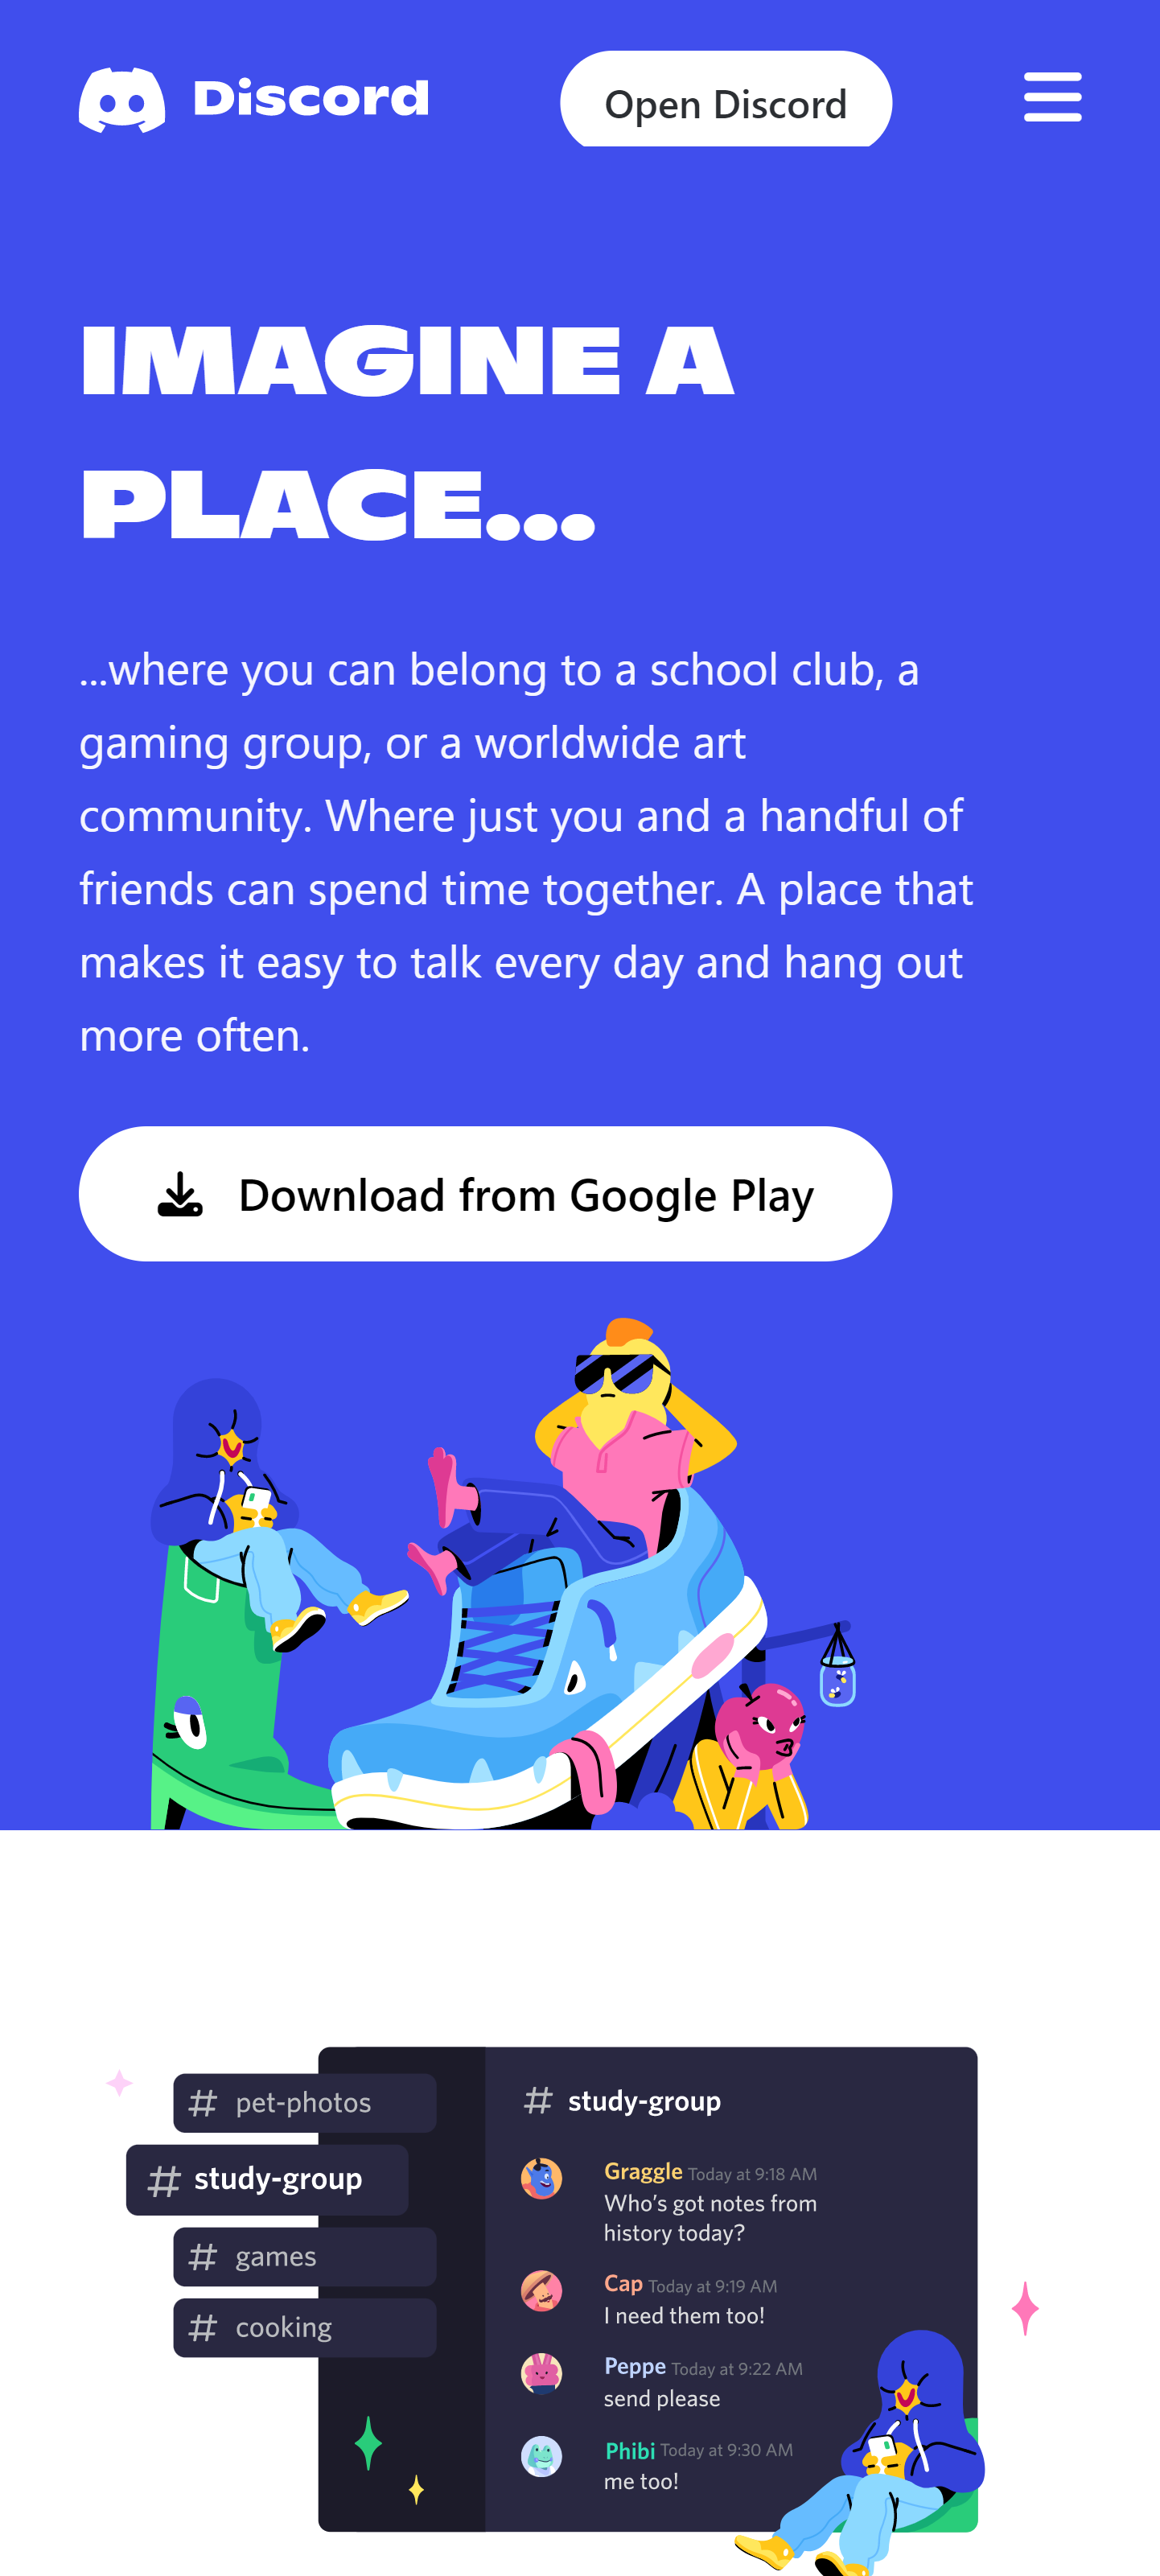 Discord
Open Discord
IMAGINE A
PLACE...
...where you can belong to a school club, a
gaming group, or a worldwide art
community. Where just you and a handful of
friends can spend time together. A place that
makes it easy to talk every day and hang out
more often.
Download from Google Play
# pet-photos
# study-group
# games
# cooking
# study-group
Graggle Today at 9:18 AM
Who's got notes from
history today?
Cap Today at 9:19 AM
I need them too!
Peppe Today at 9:22 AM
send please
Phibi Today at 9:30 AM
me too!